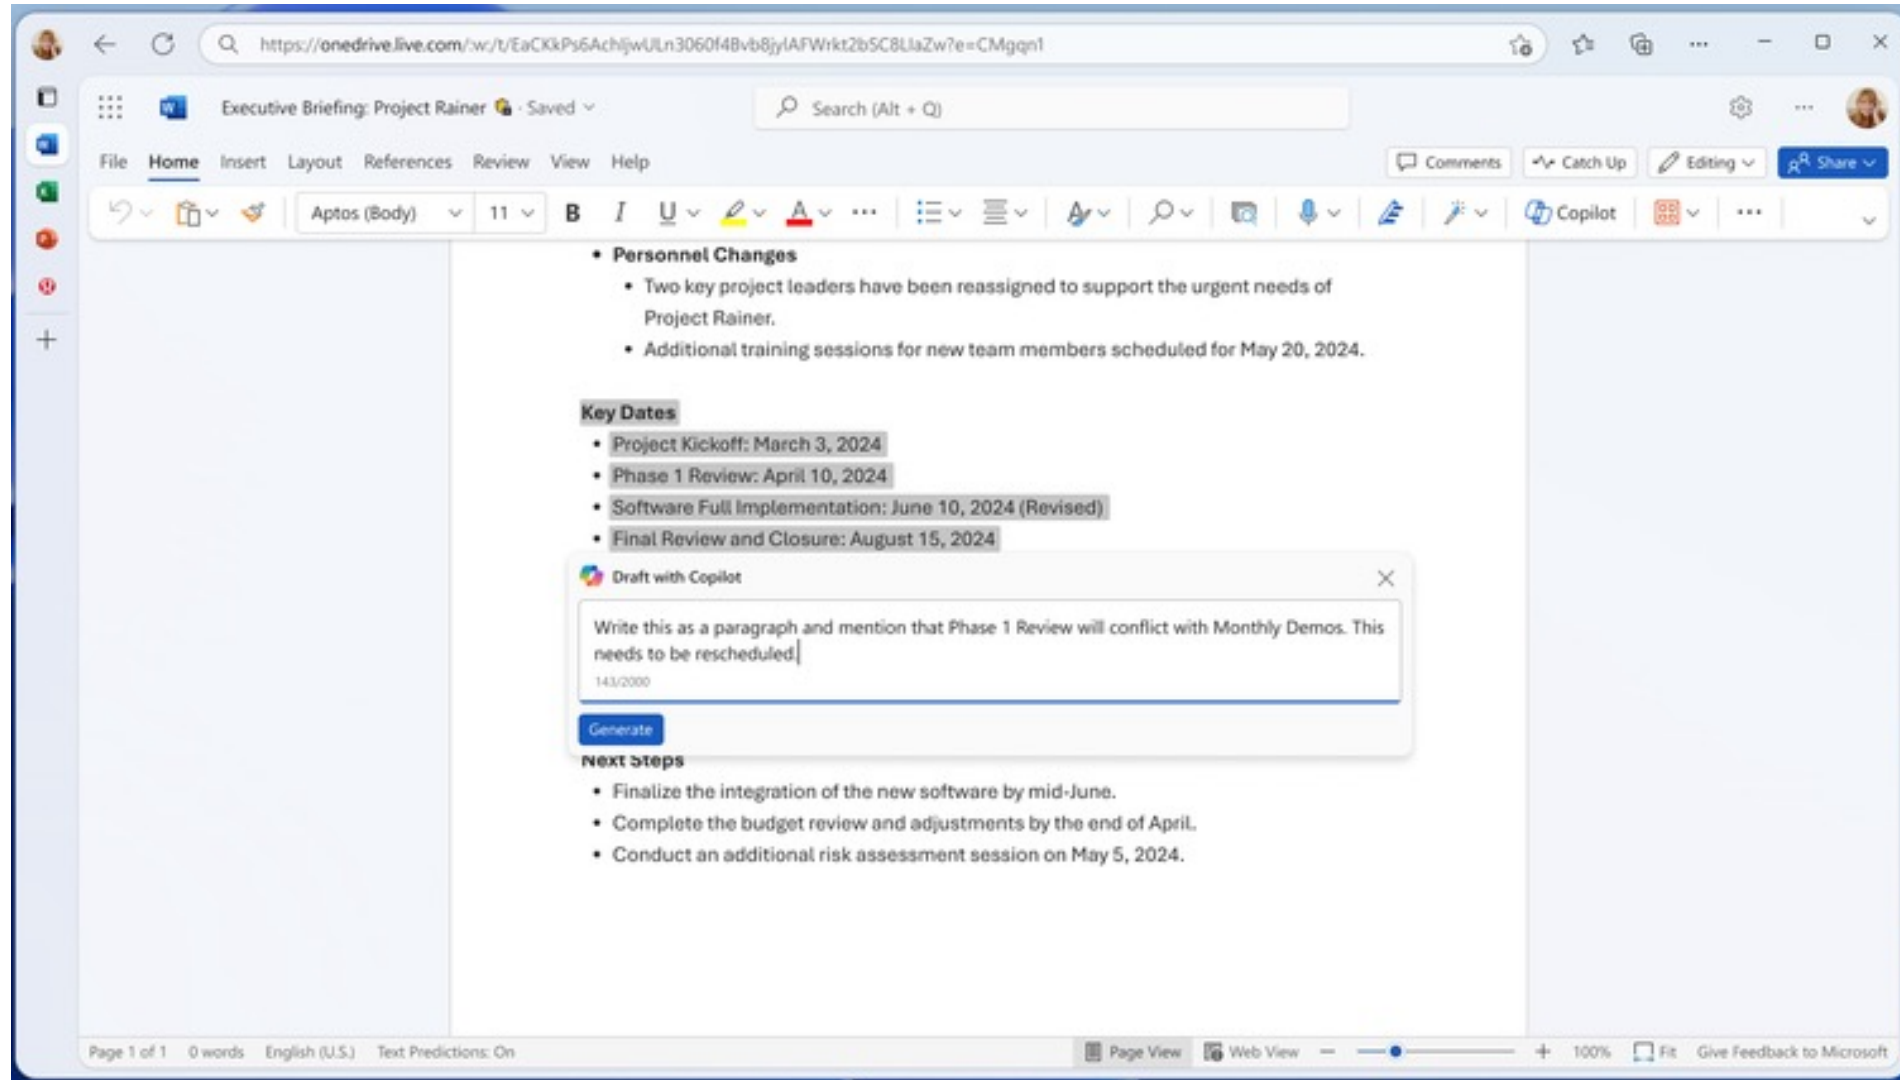 https://onedrive.live.com/:w:/t/EaCKkPs6AchIjwULn3060f4Bvb8jylAFWrkt2bSC8LIaZw?e=CMgqn1
Executive Briefing: Project Rainer · Saved
Search (Alt + Q)
File Home Insert Layout References Review View Help
Comments Catch Up Editing Share
Aptos (Body) 11 B I U A Copilot
• Personnel Changes
• Two key project leaders have been reassigned to support the urgent needs of
Project Rainer.
• Additional training sessions for new team members scheduled for May 20, 2024.
Key Dates
• Project Kickoff: March 3, 2024
• Phase 1 Review: April 10, 2024
• Software Full Implementation: June 10, 2024 (Revised)
• Final Review and Closure: August 15, 2024
Draft with Copilot
Write this as a paragraph and mention that Phase 1 Review will conflict with Monthly Demos. This
needs to be rescheduled.
143/2000
Generate
Next Steps
• Finalize the integration of the new software by mid-June.
• Complete the budget review and adjustments by the end of April.
• Conduct an additional risk assessment session on May 5, 2024.
Page 1 of 1 0 words English (U.S.) Text Predictions: On
Page View Web View 100% Fit Give Feedback to Microsoft